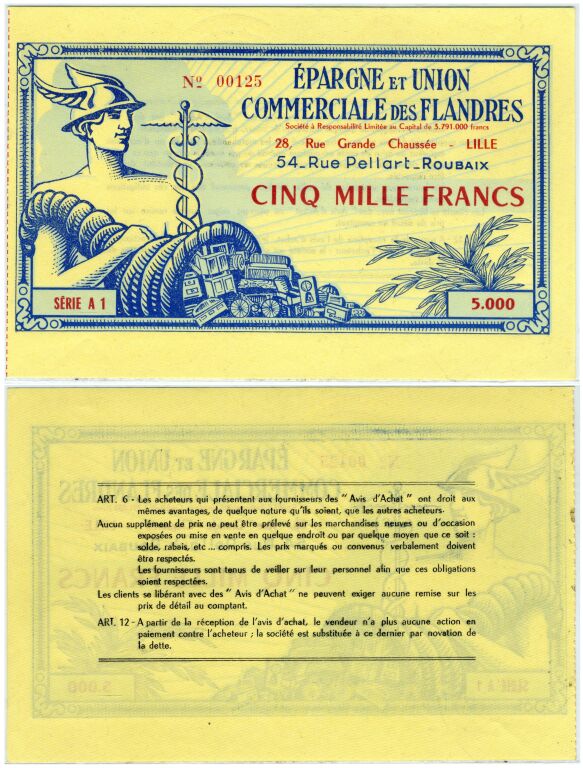 Nº 00125
ÉPARGNE ET UNION
COMMERCIALE DES FLANDRES
Société à Responsabilité Limitée au Capital de 5.791.000 francs
28, Rue Grande Chaussée - LILLE
54_Rue Pellart_ROUBAIX
CINQ MILLE FRANCS
SÉRIE A 1
5.000
ART. 6 - Les acheteurs qui présentent aux fournisseurs des "Avis d'Achat" ont droit aux
mêmes avantages, de quelque nature qu'ils soient, que les autres acheteurs.
Aucun supplément de prix ne peut être prélevé sur les marchandises neuves ou d'occasion
exposées ou mise en vente en quelque endroit ou par quelque moyen que ce soit :
solde, rabais, etc... compris. Les prix marqués ou convenus verbalement doivent
être respectés.
Les fournisseurs sont tenus de veiller sur leur personnel afin que ces obligations
soient respectées.
Les clients se libérant avec des "Avis d'Achat" ne peuvent exiger aucune remise sur les
prix de détail au comptant.
ART. 12 - A partir de la réception de l'avis d'achat, le vendeur n'a plus aucune action en
paiement contre l'acheteur ; la société est substituée à ce dernier par novation de
la dette.